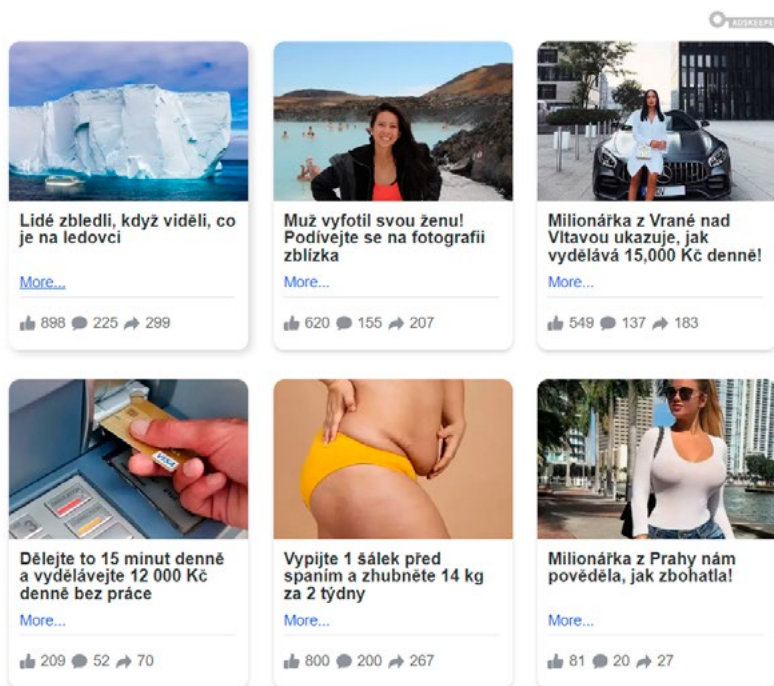 ADSKEEPER
Lidé zbledli, když viděli, co
je na ledovci
More...
898 225 299
Muž vyfotil svou ženu!
Podívejte se na fotografii
zblízka
More...
620 155 207
Milionářka z Vrané nad
Vltavou ukazuje, jak
vydělává 15,000 Kč denně!
More...
549 137 183
VISA
Dělejte to 15 minut denně
a vydělávejte 12 000 Kč
denně bez práce
More...
209 52 70
Vypijte 1 šálek před
spaním a zhubněte 14 kg
za 2 týdny
More...
800 200 267
Milionářka z Prahy nám
pověděla, jak zbohatla!
More...
81 20 27